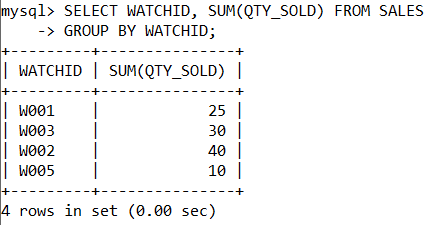 mysql> SELECT WATCHID, SUM(QTY_SOLD) FROM SALES
    -> GROUP BY WATCHID;
+---------+---------------+
| WATCHID | SUM(QTY_SOLD) |
+---------+---------------+
| W001    |            25 |
| W003    |            30 |
| W002    |            40 |
| W005    |            10 |
+---------+---------------+
4 rows in set (0.00 sec)